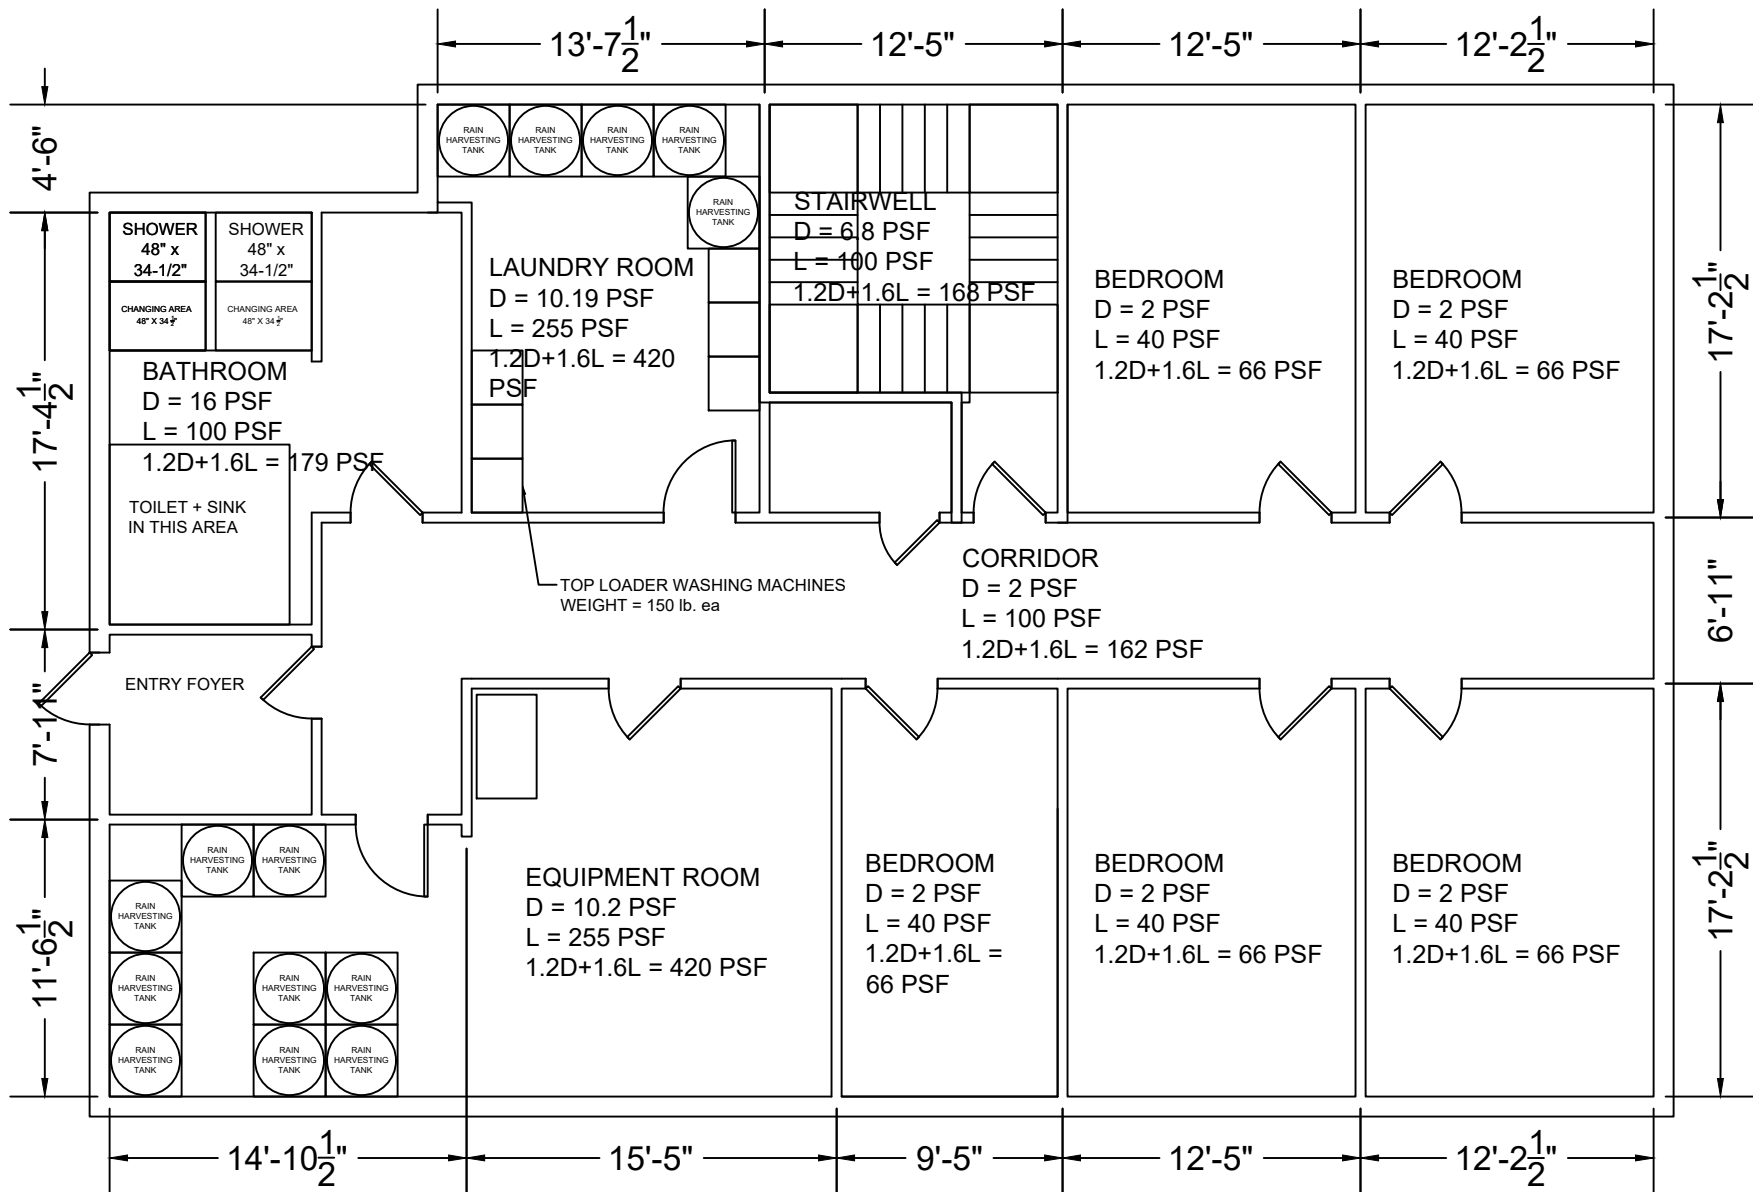 13'-7 1/2"
12'-5"
12'-5"
12'-2 1/2"
4'-6"
17'-4 1/2"
7'-11"
11'-6 1/2"
RAIN
HARVESTING
TANK
RAIN
HARVESTING
TANK
RAIN
HARVESTING
TANK
RAIN
HARVESTING
TANK
RAIN
HARVESTING
TANK
SHOWER
48" x
34-1/2"
SHOWER
48" x
34-1/2"
CHANGING AREA
48" X 34 1/2"
CHANGING AREA
48" X 34 1/2"
BATHROOM
D = 16 PSF
L = 100 PSF
1.2D+1.6L = 179 PSF
TOILET + SINK
IN THIS AREA
LAUNDRY ROOM
D = 10.19 PSF
L = 255 PSF
1.2D+1.6L = 420
PSF
STAIRWELL
D = 6.8 PSF
L = 100 PSF
1.2D+1.6L = 168 PSF
BEDROOM
D = 2 PSF
L = 40 PSF
1.2D+1.6L = 66 PSF
BEDROOM
D = 2 PSF
L = 40 PSF
1.2D+1.6L = 66 PSF
17'-2 1/2"
6'-11"
17'-2 1/2"
TOP LOADER WASHING MACHINES
WEIGHT = 150 lb. ea
CORRIDOR
D = 2 PSF
L = 100 PSF
1.2D+1.6L = 162 PSF
ENTRY FOYER
RAIN
HARVESTING
TANK
RAIN
HARVESTING
TANK
RAIN
HARVESTING
TANK
RAIN
HARVESTING
TANK
RAIN
HARVESTING
TANK
RAIN
HARVESTING
TANK
RAIN
HARVESTING
TANK
RAIN
HARVESTING
TANK
RAIN
HARVESTING
TANK
EQUIPMENT ROOM
D = 10.2 PSF
L = 255 PSF
1.2D+1.6L = 420 PSF
BEDROOM
D = 2 PSF
L = 40 PSF
1.2D+1.6L =
66 PSF
BEDROOM
D = 2 PSF
L = 40 PSF
1.2D+1.6L = 66 PSF
BEDROOM
D = 2 PSF
L = 40 PSF
1.2D+1.6L = 66 PSF
14'-10 1/2"
15'-5"
9'-5"
12'-5"
12'-2 1/2"